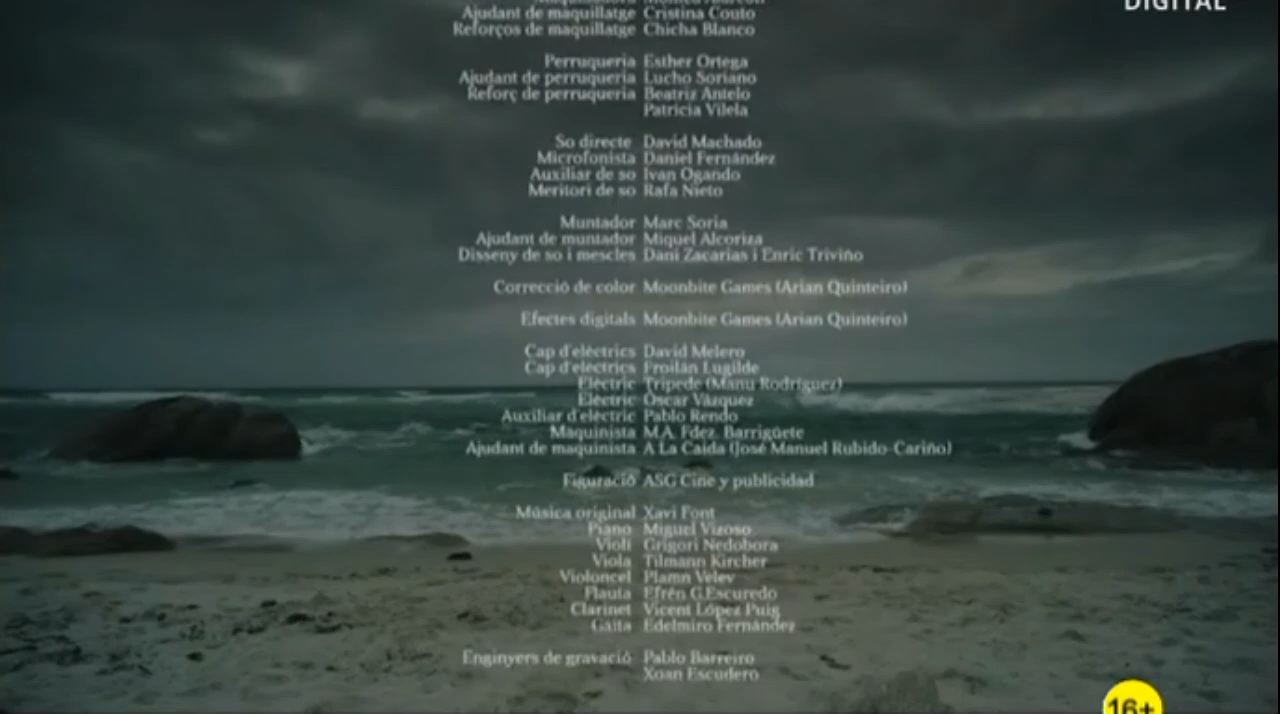 DIGITAL
Ajudant de maquillatge Cristina Couto
Reforços de maquillatge Chicha Blanco
Perruqueria Esther Ortega
Ajudant de perruqueria Lucho Soriano
Reforç de perruqueria Beatriz Antelo
Patricia Vilela
So directe David Machado
Microfonista Daniel Fernández
Auxiliar de so Ivan Ogando
Meritori de so Rafa Nieto
Muntador Marc Soria
Ajudant de muntador Miquel Alcoriza
Disseny de so i mescles Dani Zacarias i Enric Triviño
Correcció de color Moonbite Games (Arian Quinteiro)
Efectes digitals Moonbite Games (Arian Quinteiro)
Cap d'elèctrics David Melero
Cap d'elèctrics Froilán Lugilde
Elèctric Trípede (Manu Rodríguez)
Elèctric Óscar Vázquez
Auxiliar d'elèctric Pablo Rendo
Maquinista M.A. Fdez. Barrigüete
Ajudant de maquinista A La Caida (José Manuel Rubido-Cariño)
Figuració ASG Cine y publicidad
Música original Xavi Font
Piano Miguel Vizoso
Violí Grigori Nedobora
Viola Tilmann Kircher
Violoncel Plamn Velev
Flauta Efrén G.Escuredo
Clarinet Vicent López Puig
Gaita Edelmiro Fernández
Enginyers de gravació Pablo Barreiro
Xoan Escudero
16+